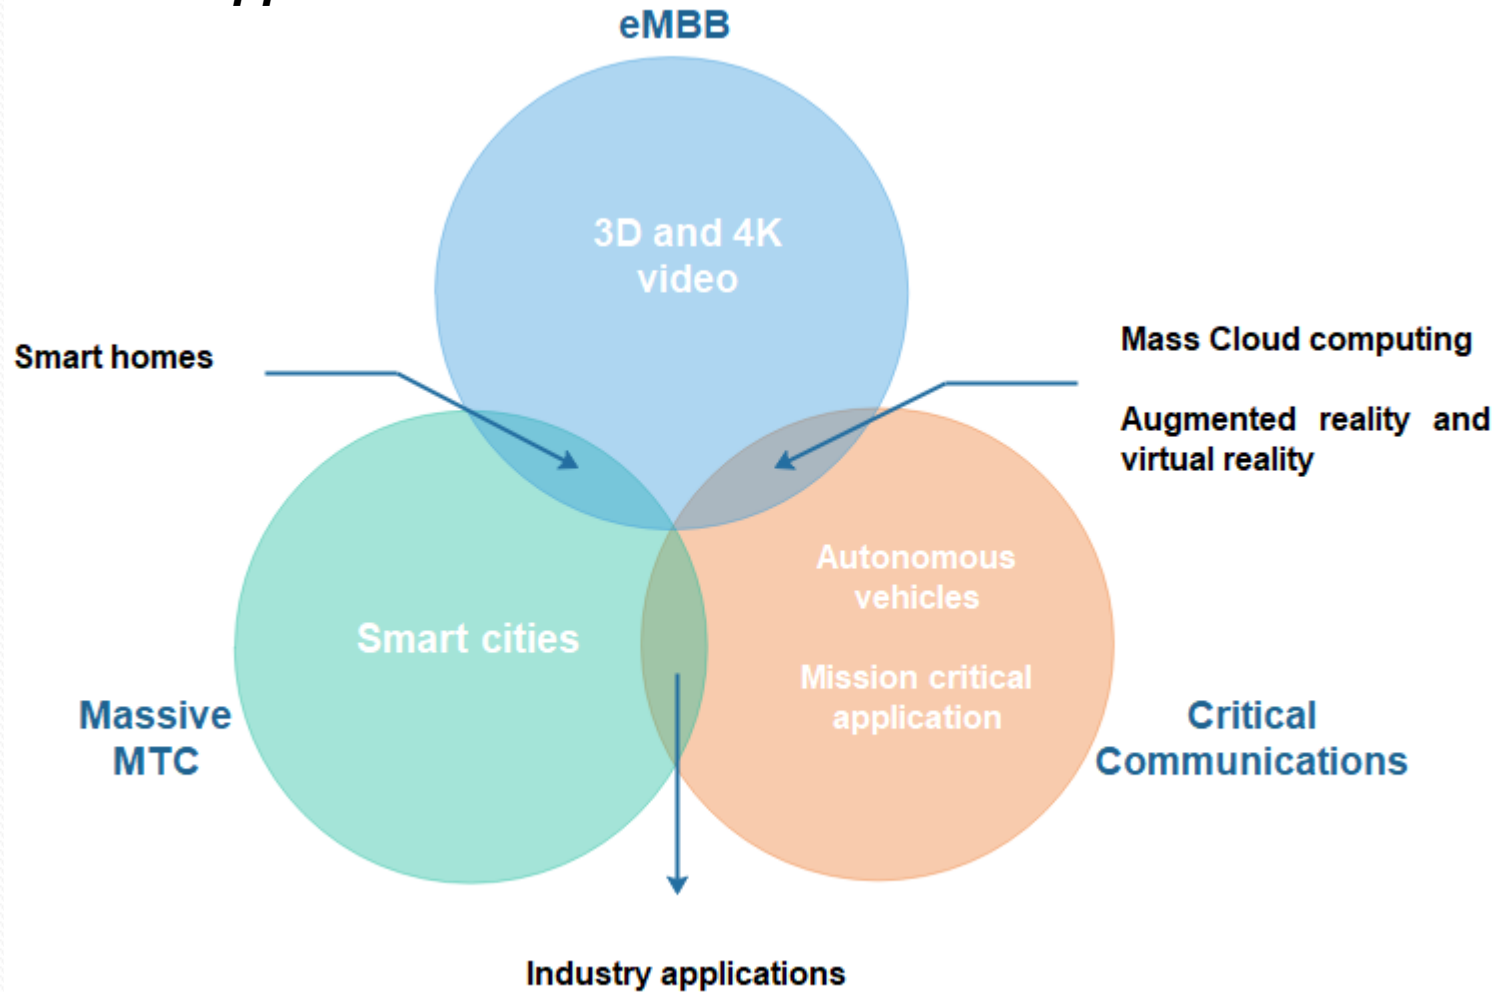 eMBB
3D and 4K
video
Smart homes
Mass Cloud computing
Augmented reality and
virtual reality
Autonomous
vehicles
Smart cities
Mission critical
application
Massive
MTC
Critical
Communications
Industry applications